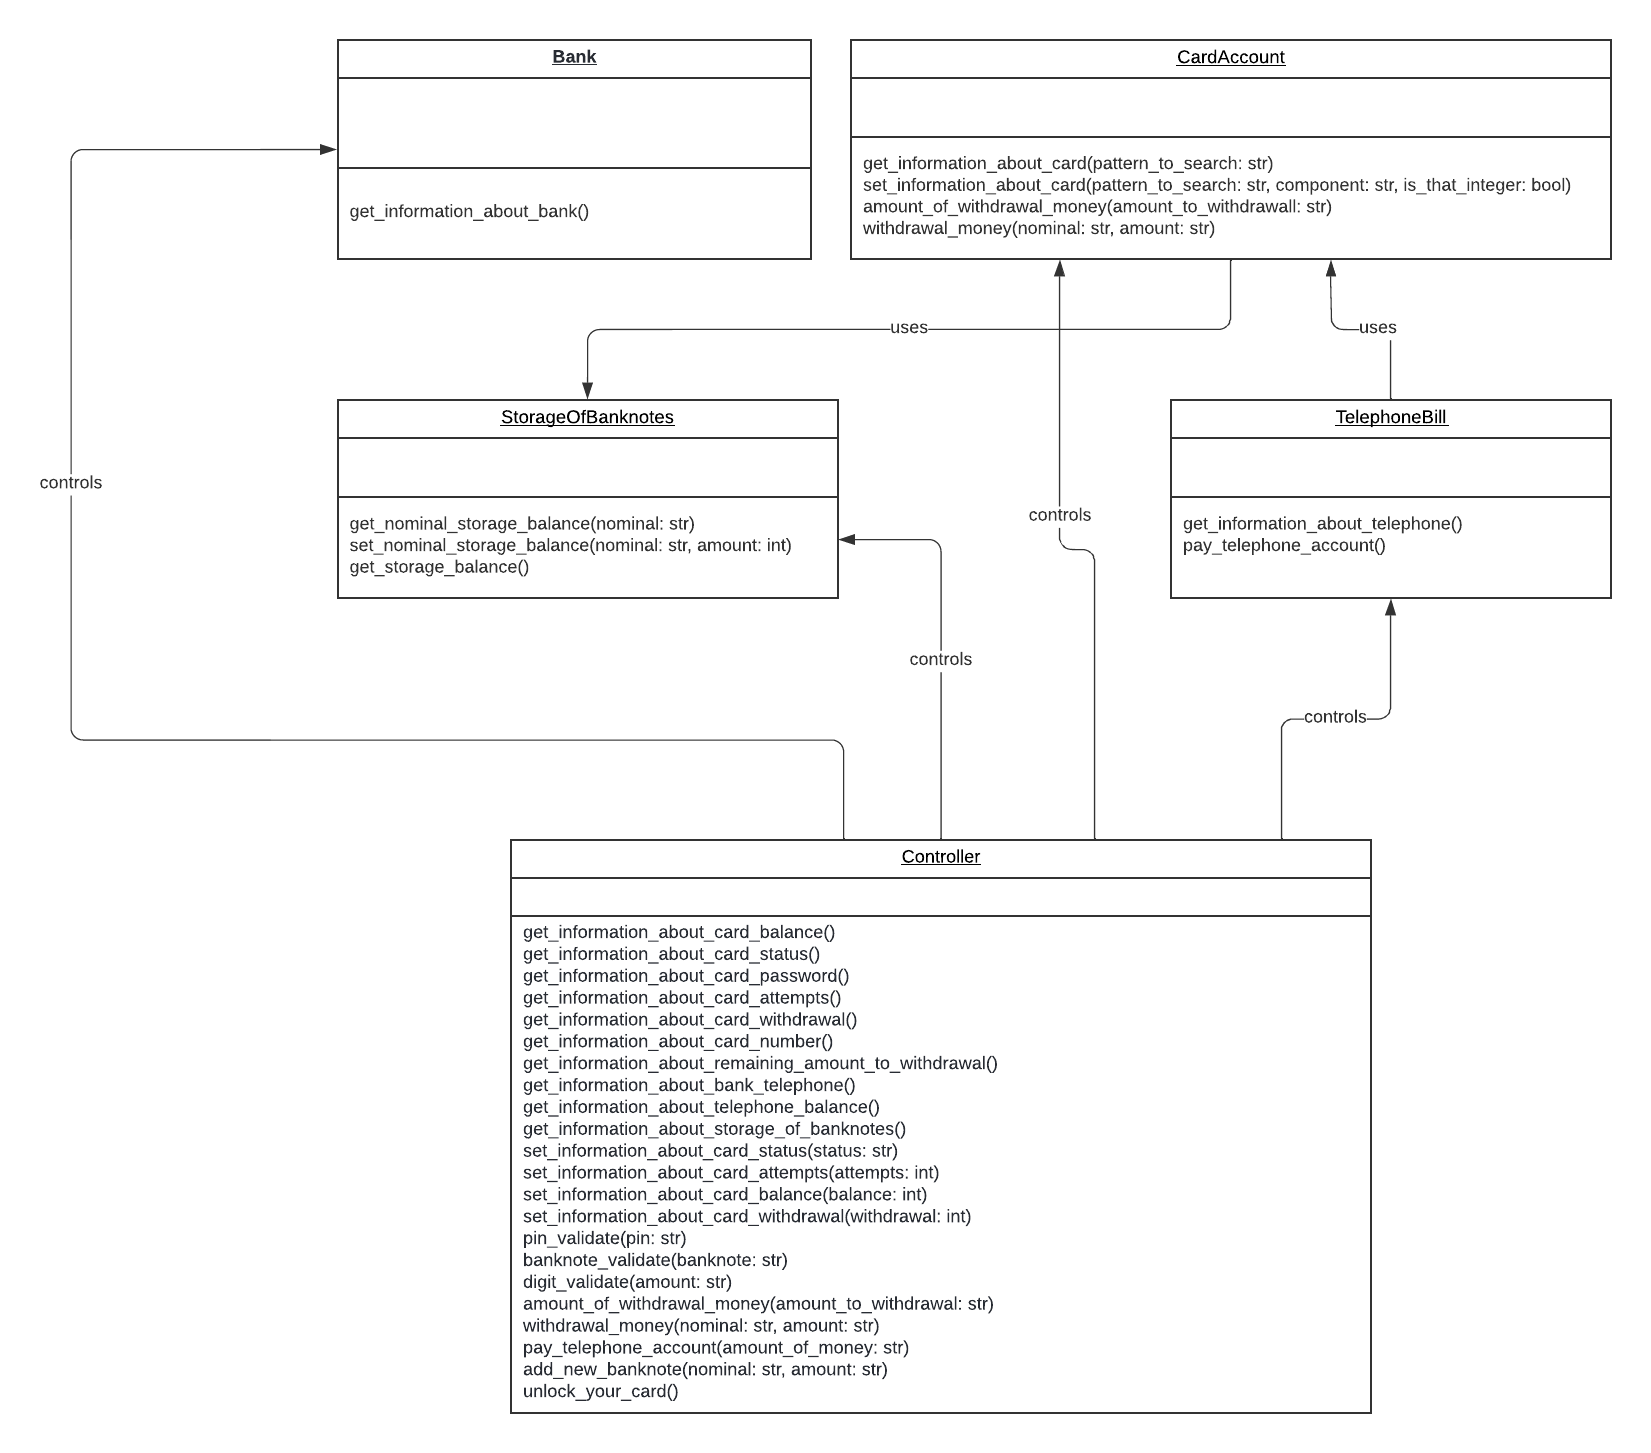 Bank
get_information_about_bank()
CardAccount
get_information_about_card(pattern_to_search: str)
set_information_about_card(pattern_to_search: str, component: str, is_that_integer: bool)
amount_of_withdrawal_money(amount_to_withdrawall: str)
withdrawal_money(nominal: str, amount: str)
uses
uses
StorageOfBanknotes
get_nominal_storage_balance(nominal: str)
set_nominal_storage_balance(nominal: str, amount: int)
get_storage_balance()
TelephoneBill
get_information_about_telephone()
pay_telephone_account()
controls
controls
controls
controls
Controller
get_information_about_card_balance()
get_information_about_card_status()
get_information_about_card_password()
get_information_about_card_attempts()
get_information_about_card_withdrawal()
get_information_about_card_number()
get_information_about_remaining_amount_to_withdrawal()
get_information_about_bank_telephone()
get_information_about_telephone_balance()
get_information_about_storage_of_banknotes()
set_information_about_card_status(status: str)
set_information_about_card_attempts(attempts: int)
set_information_about_card_balance(balance: int)
set_information_about_card_withdrawal(withdrawal: int)
pin_validate(pin: str)
banknote_validate(banknote: str)
digit_validate(amount: str)
amount_of_withdrawal_money(amount_to_withdrawal: str)
withdrawal_money(nominal: str, amount: str)
pay_telephone_account(amount_of_money: str)
add_new_banknote(nominal: str, amount: str)
unlock_your_card()